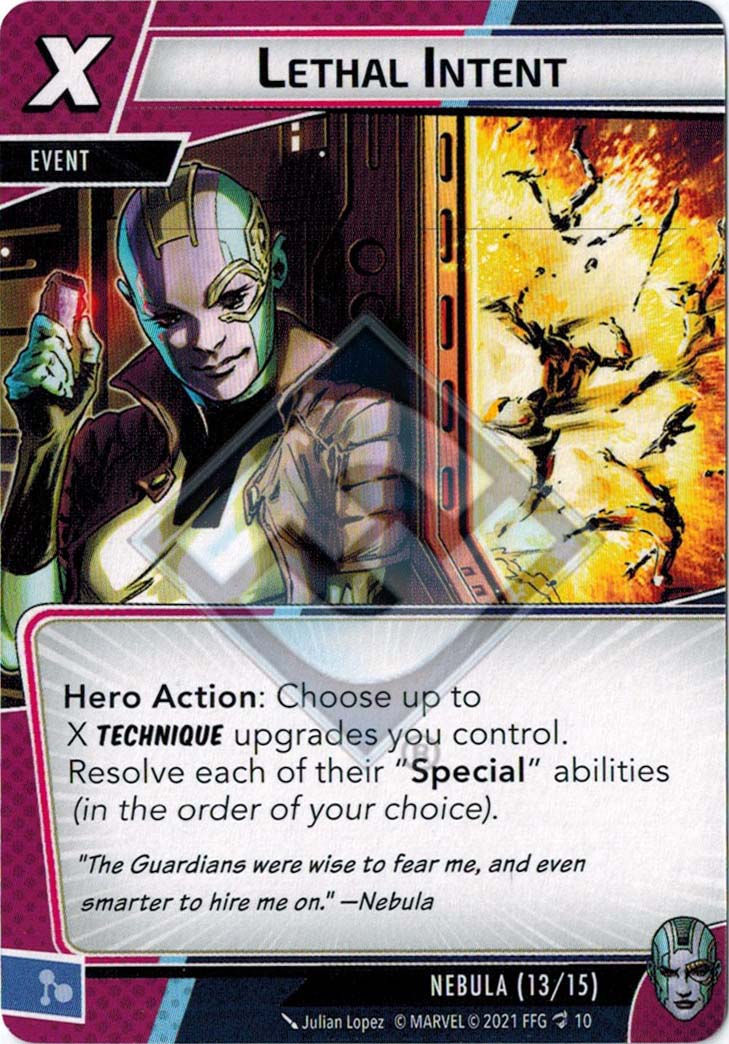 X
LETHAL INTENT
EVENT
Hero Action: Choose up to
X TECHNIQUE upgrades you control.
Resolve each of their "Special" abilities
(in the order of your choice).
"The Guardians were wise to fear me, and even
smarter to hire me on." —Nebula
NEBULA (13/15)
Julian Lopez © MARVEL © 2021 FFG 10
®